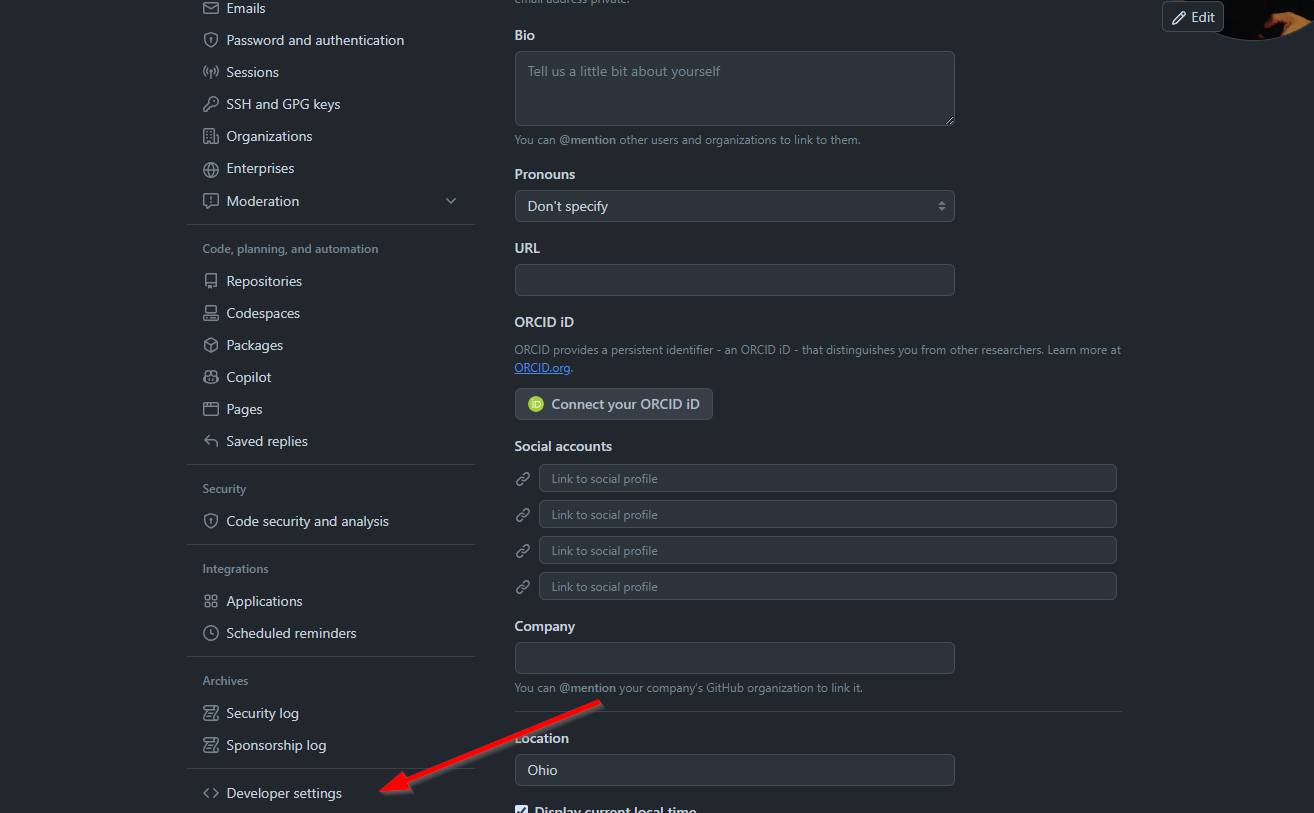 Emails
Password and authentication
Sessions
SSH and GPG keys
Organizations
Enterprises
Moderation
Code, planning, and automation
Repositories
Codespaces
Packages
Copilot
Pages
Saved replies
Security
Code security and analysis
Integrations
Applications
Scheduled reminders
Archives
Security log
Sponsorship log
Developer settings
email address private.
Edit
Bio
Tell us a little bit about yourself
You can @mention other users and organizations to link to them.
Pronouns
Don't specify
URL
ORCID iD
ORCID provides a persistent identifier - an ORCID iD - that distinguishes you from other researchers. Learn more at
ORCID.org.
iD Connect your ORCID iD
Social accounts
Link to social profile
Link to social profile
Link to social profile
Link to social profile
Company
You can @mention your company's GitHub organization to link it.
Location
Ohio
Display current local time